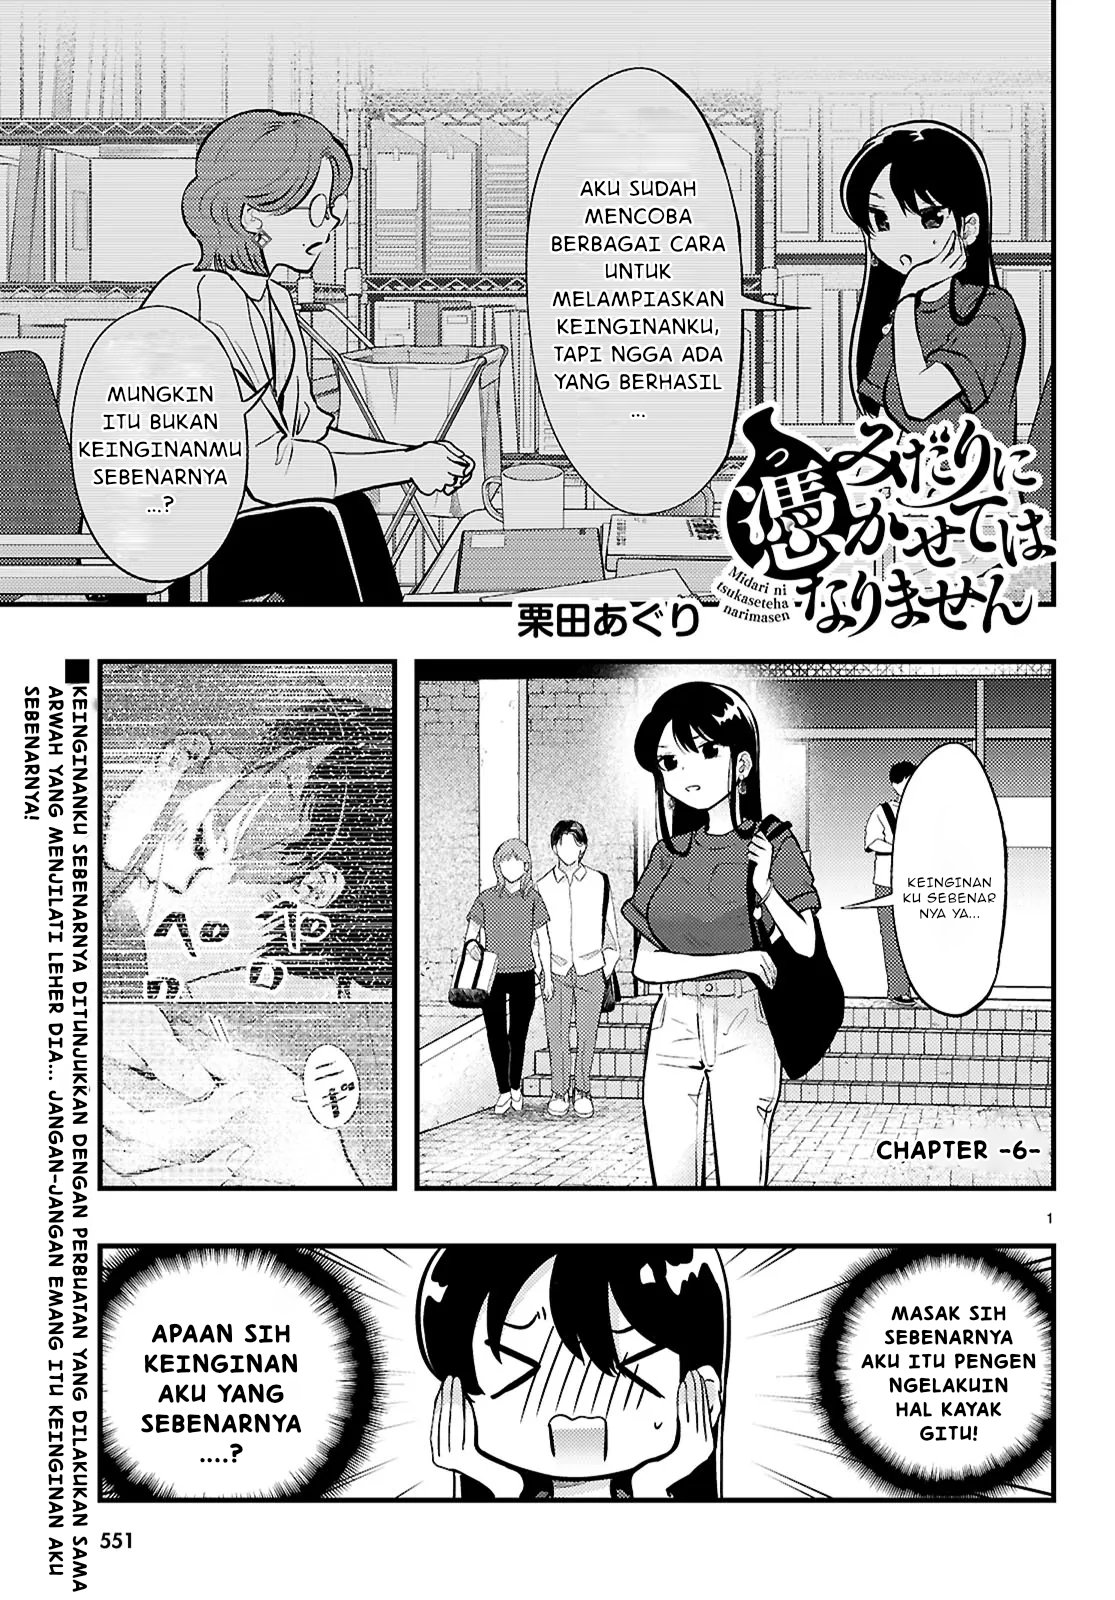 AKU SUDAH
MENCOBA
BERBAGAI CARA
UNTUK
MELAMPIASKAN
KEINGINANKU,
TAPI NGGA ADA
YANG BERHASIL
...
MUNGKIN
ITU BUKAN
KEINGINANMU
SEBENARNYA
...?
みだりに
憑かせては
なりません
Midari ni
tsukaseteha
narimasen
栗田あぐり
KEINGINAN
KU SEBENAR
NYA YA...
CHAPTER -6-
1
ペロ
KEINGINANKU SEBENARNYA DITUNJUKKAN DENGAN PERBUATAN YANG DILAKUKAN SAMA
ARWAH YANG MENJILATI LEHER DIA... JANGAN-JANGAN EMANG ITU KEINGINAN AKU
SEBENARNYA!
MASAK SIH
SEBENARNYA
AKU ITU PENGEN
NGELAKUIN
HAL KAYAK
GITU!
APAAN SIH
KEINGINAN
AKU YANG
SEBENARNYA
....?
551